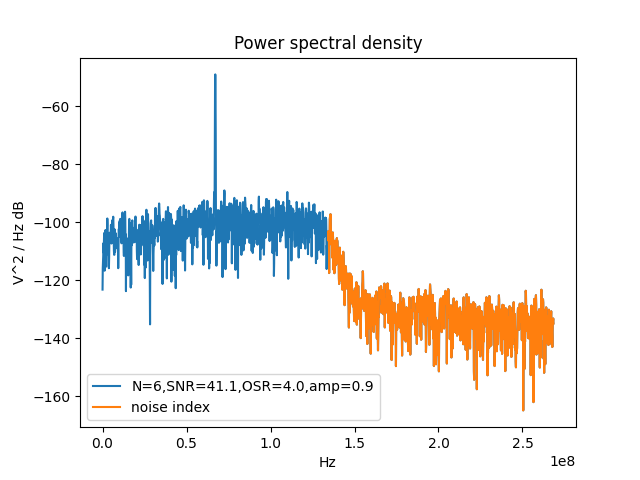 Power spectral density
V^2 / Hz dB
−60
−80
−100
−120
−140
−160
N=6,SNR=41.1,OSR=4.0,amp=0.9
noise index
0.0 0.5 1.0 1.5 2.0 2.5
1e8
Hz